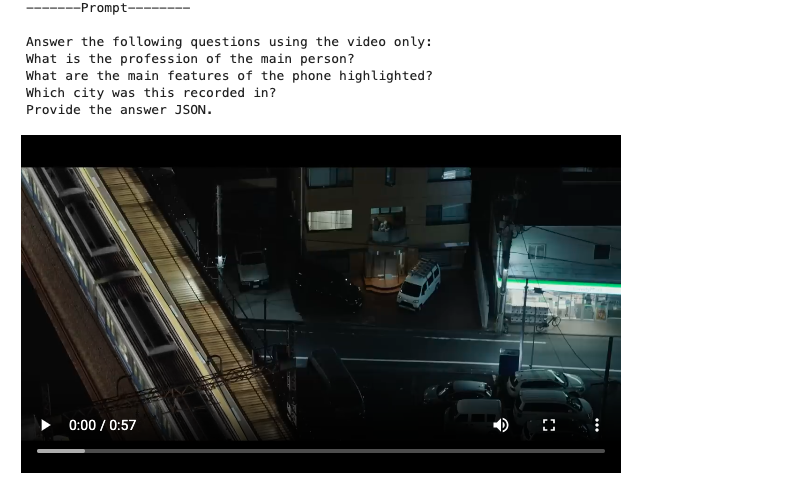 -------Prompt--------
Answer the following questions using the video only:
What is the profession of the main person?
What are the main features of the phone highlighted?
Which city was this recorded in?
Provide the answer JSON.
0:00 / 0:57